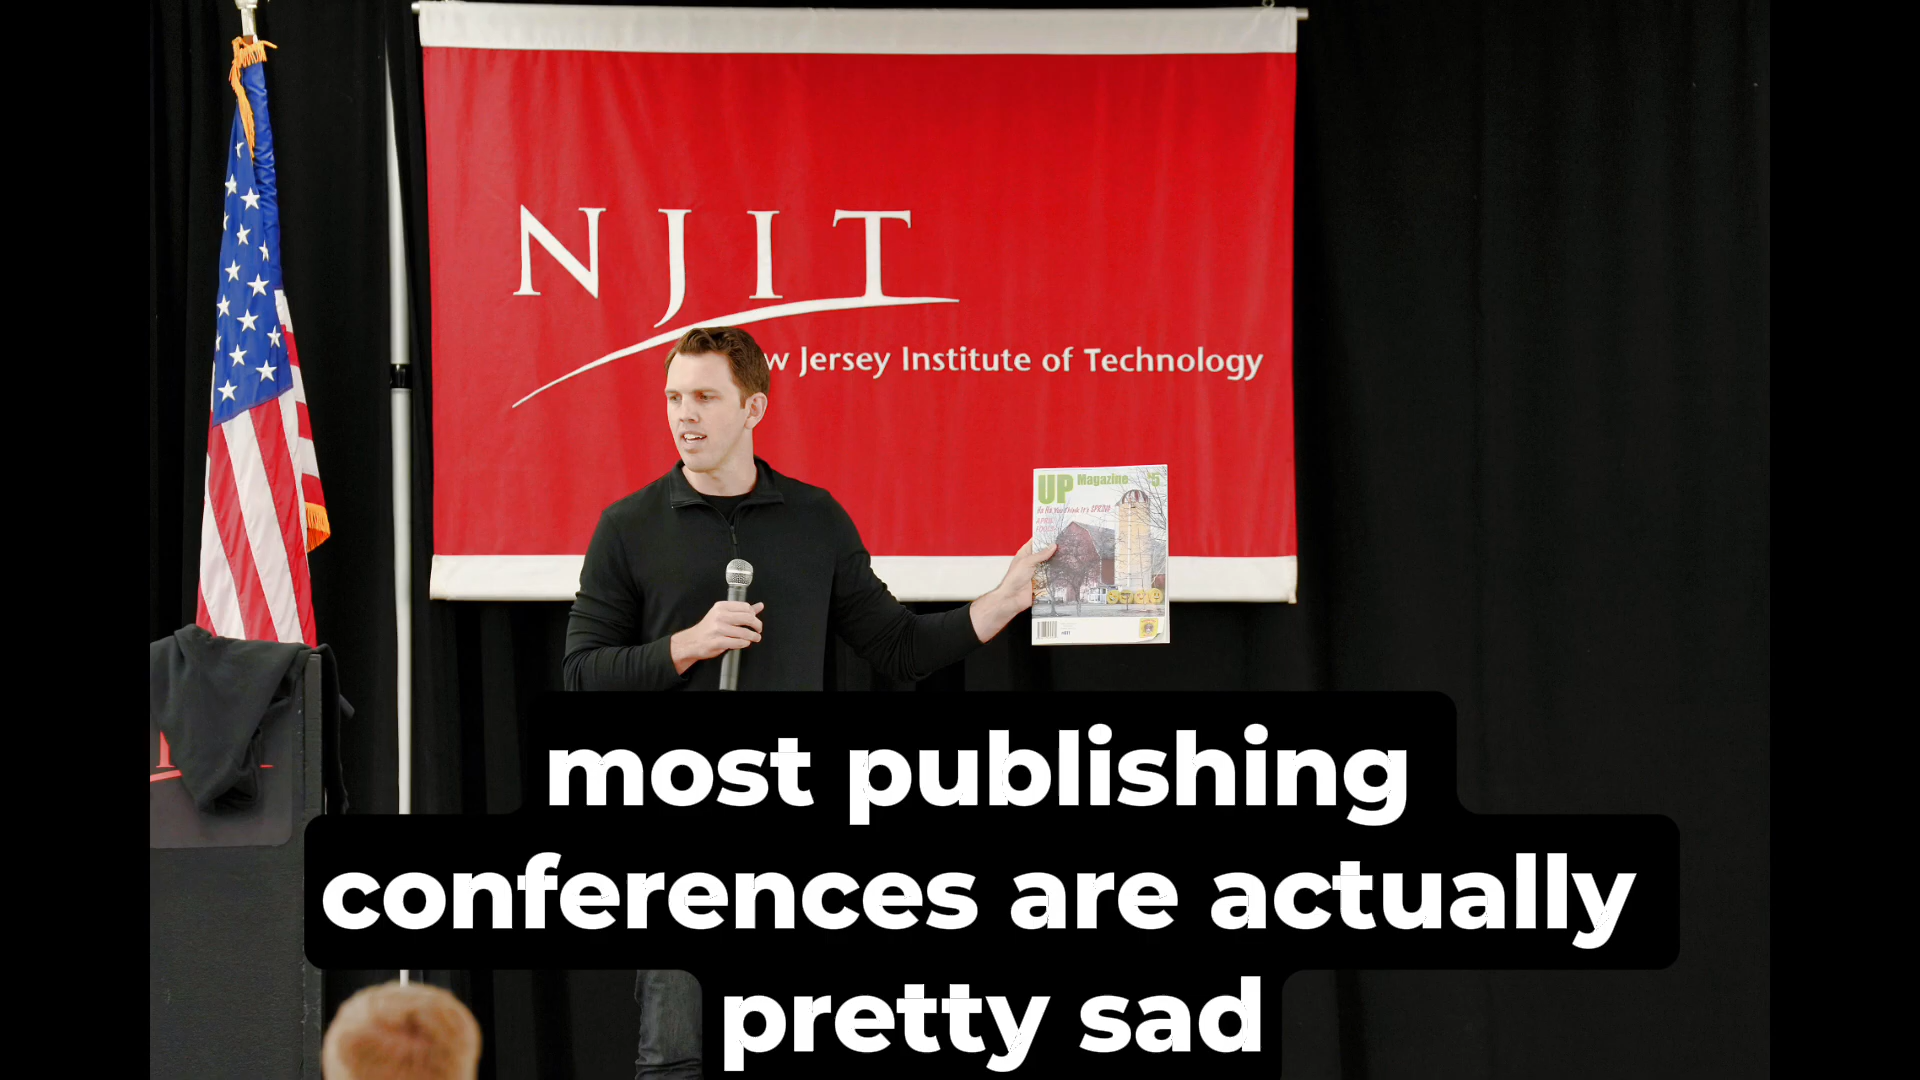 NJIT
w Jersey Institute of Technology
UP Magazine
most publishing
conferences are actually
pretty sad